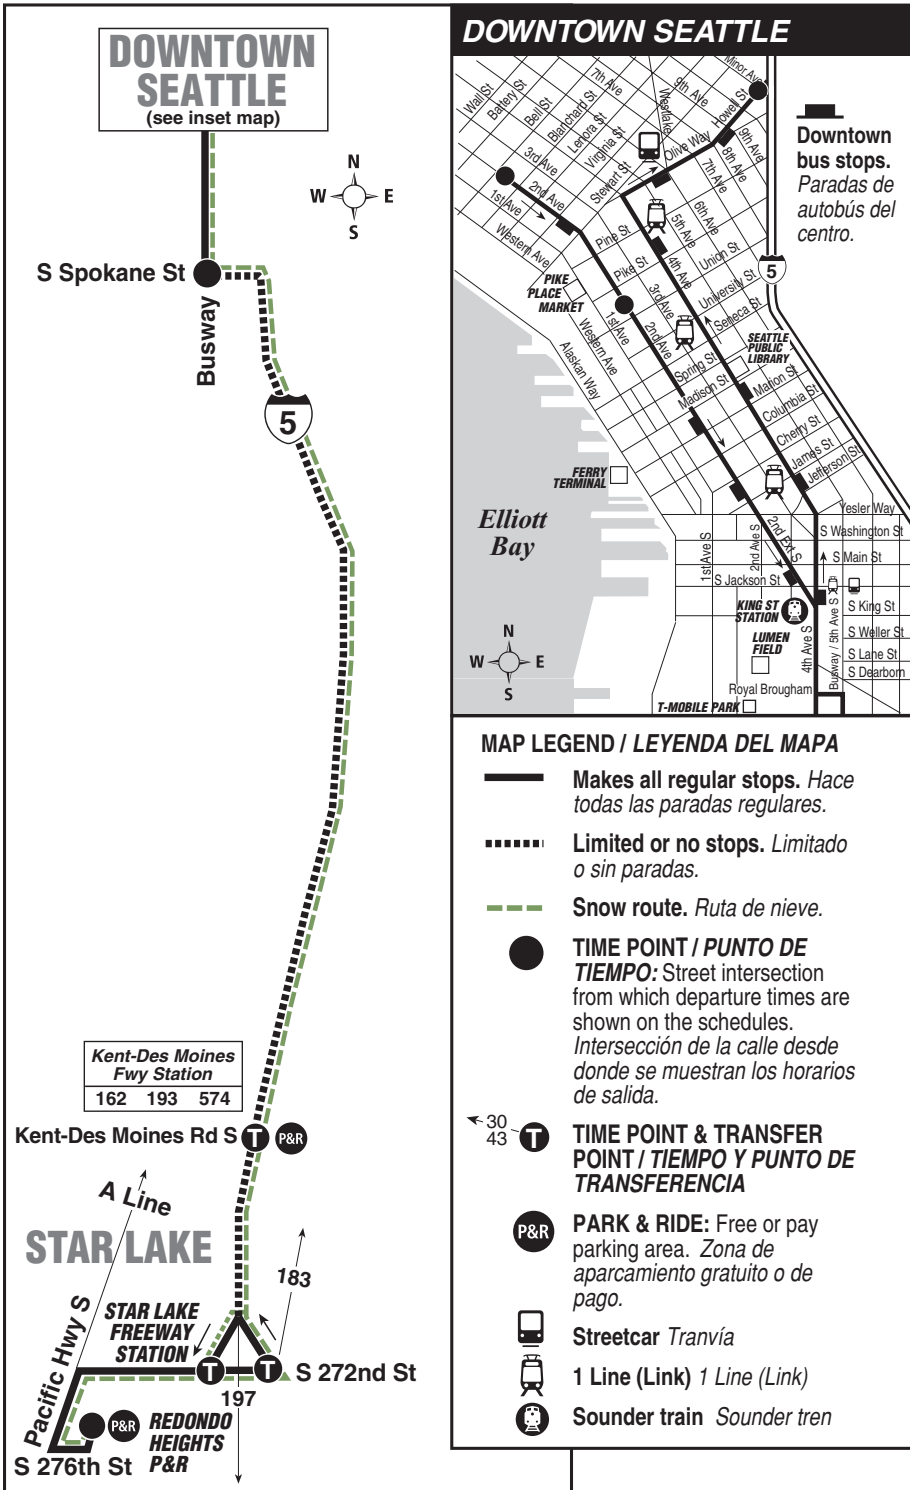 DOWNTOWN
SEATTLE
(see inset map)
N
W
E
S
S Spokane St
Busway
5
Kent-Des Moines
Fwy Station
162 193 574
Kent-Des Moines Rd S
T
P&R
A Line
STAR LAKE
183
Pacific Hwy S
STAR LAKE
FREEWAY
STATION
T
T
S 272nd St
197
P&R
REDONDO
HEIGHTS
P&R
S 276th St
DOWNTOWN SEATTLE
Minor Ave
Wall St
Battery St
Bell St
Blanchard St
Lenora St
Virginia St
Stewart St
7th Ave
Westlake
9th Ave
Howell St
Olive Way
9th Ave
8th Ave
7th Ave
6th Ave
5th Ave
4th Ave
3rd Ave
2nd Ave
1st Ave
Western Ave
Pine St
Pike St
Union St
University St
Seneca St
PIKE
PLACE
MARKET
3rd Ave
2nd Ave
1st Ave
Western Ave
Alaskan Way
Spring St
Madison St
SEATTLE
PUBLIC
LIBRARY
Marion St
Columbia St
Cherry St
James St
Jefferson St
5
FERRY
TERMINAL
Elliott
Bay
Yesler Way
S Washington St
S Main St
S Jackson St
1st Ave S
2nd Ave S
2nd Ext S
KING ST
STATION
S King St
S Weller St
S Lane St
S Dearborn
LUMEN
FIELD
4th Ave S
Busway / 5th Ave S
Royal Brougham
T-MOBILE PARK
N
W
E
S
Downtown
bus stops.
Paradas de
autobús del
centro.
MAP LEGEND / LEYENDA DEL MAPA
Makes all regular stops. Hace
todas las paradas regulares.
Limited or no stops. Limitado
o sin paradas.
Snow route. Ruta de nieve.
TIME POINT / PUNTO DE
TIEMPO: Street intersection
from which departure times are
shown on the schedules.
Intersección de la calle desde
donde se muestran los horarios
de salida.
30
43
T
TIME POINT & TRANSFER
POINT / TIEMPO Y PUNTO DE
TRANSFERENCIA
P&R
PARK & RIDE: Free or pay
parking area. Zona de
aparcamiento gratuito o de
pago.
Streetcar Tranvía
1 Line (Link) 1 Line (Link)
Sounder train Sounder tren